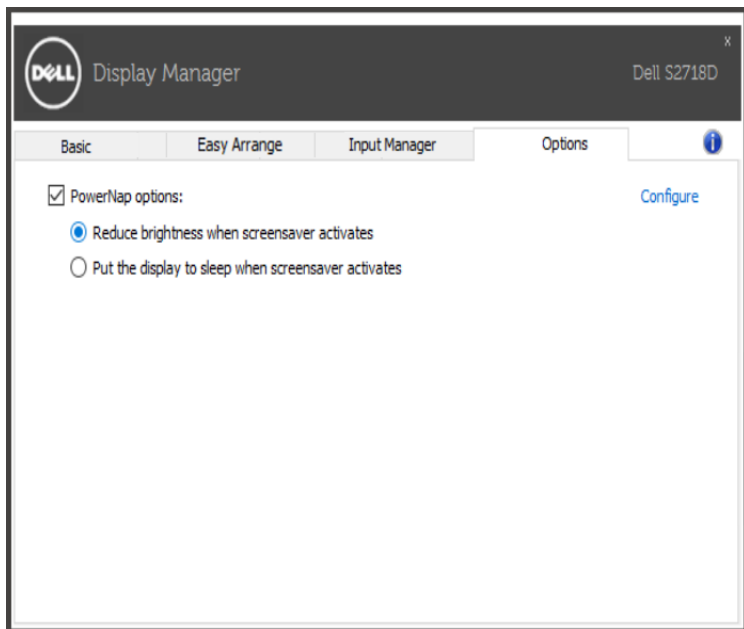 x
DELL Display Manager Dell S2718D
Basic Easy Arrange Input Manager Options i
PowerNap options: Configure
Reduce brightness when screensaver activates
Put the display to sleep when screensaver activates